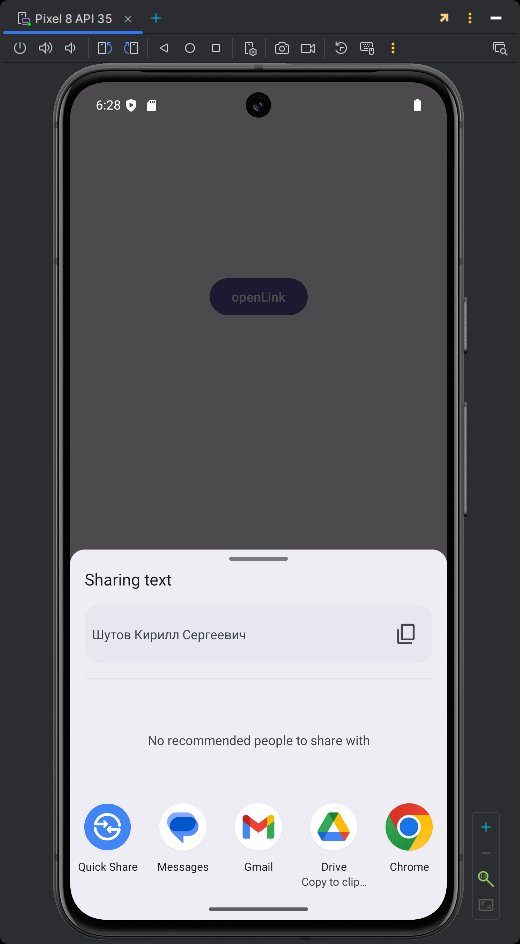 Pixel 8 API 35
6:28
openLink
Sharing text
Шутов Кирилл Сергеевич
No recommended people to share with
Quick Share
Messages
Gmail
Drive
Chrome
Copy to clip...